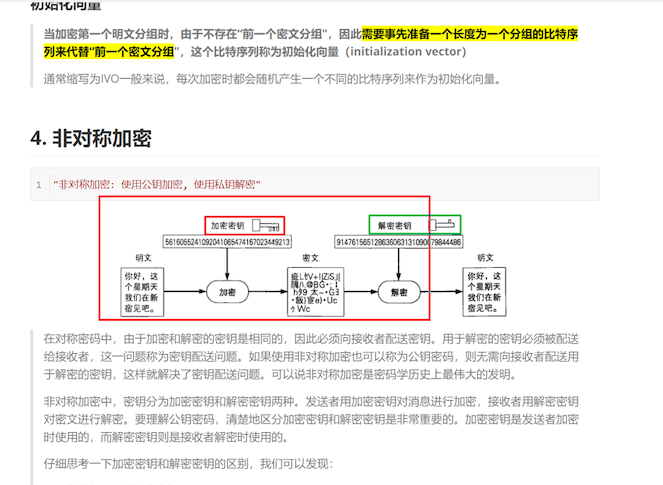 初始化向量
当加密第一个明文分组时，由于不存在“前一个密文分组”，因此需要事先准备一个长度为一个分组的比特序
列来代替“前一个密文分组"，这个比特序列称为初始化向量（initialization vector）
通常缩写为IVO一般来说，每次加密时都会随机产生一个不同的比特序列来作为初始化向量。
4. 非对称加密
1 "非对称加密: 使用公钥加密, 使用私钥解密"
加密密钥
解密密钥
561605524109204106547416702344921​3
明文
密文
明文
你好，这
个星期天
我们在新
宿见吧。
加密
解密
你好，这
个星期天
我们在新
宿见吧。
在对称密码中，由于加密和解密的密钥是相同的，因此必须向接收者配送密钥。用于解密的密钥必须被配送
给接收者，这一问题称为密钥配送问题。如果使用非对称加密也可以称为公钥密码，则无需向接收者配送用
于解密的密钥，这样就解决了密钥配送问题。可以说非对称加密是密码学历史上最伟大的发明。
非对称加密中，密钥分为加密密钥和解密密钥两种。发送者用加密密钥对消息进行加密，接收者用解密密钥
对密文进行解密。要理解公钥密码，清楚地区分加密密钥和解密密钥是非常重要的。加密密钥是发送者加密
时使用的，而解密密钥则是接收者解密时使用的。
仔细思考一下加密密钥和解密密钥的区别，我们可以发现：